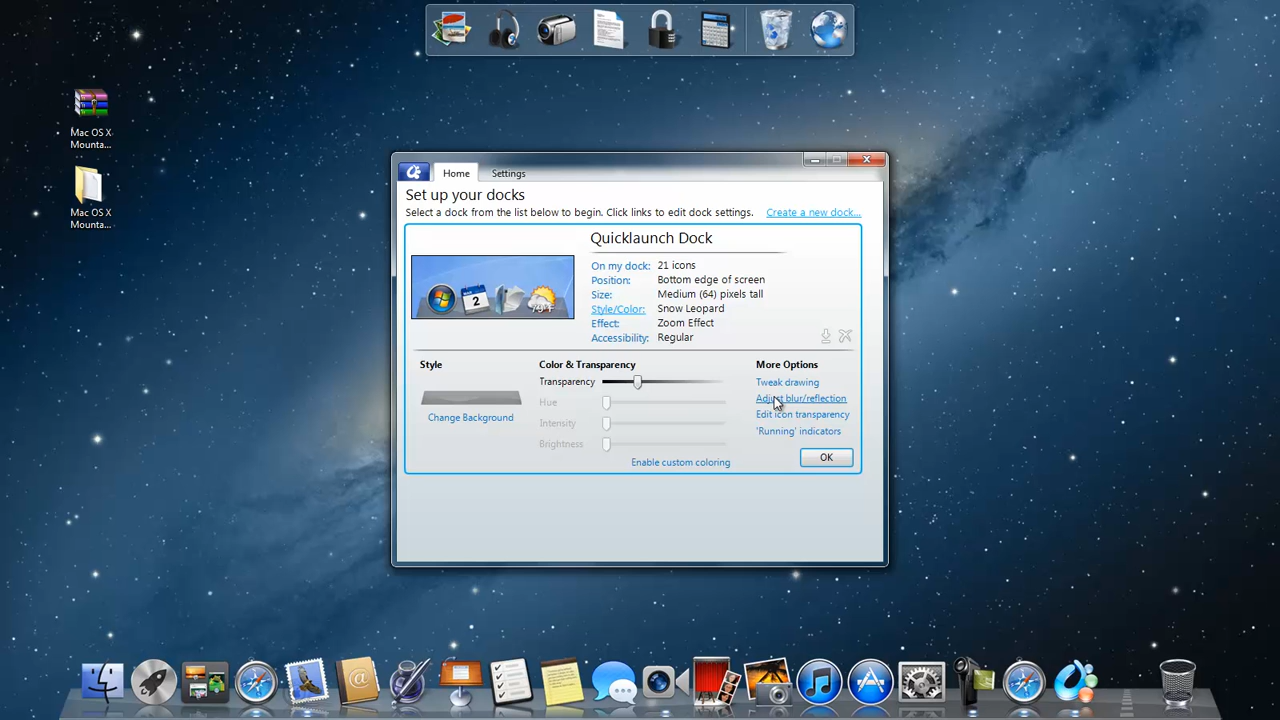 Mac OS X
Mounta...
Mac OS X
Mounta...
Home
Settings
Set up your docks
Select a dock from the list below to begin. Click links to edit dock settings.
Create a new dock...
Quicklaunch Dock
On my dock: 21 icons
Position: Bottom edge of screen
Size: Medium (64) pixels tall
Style/Color: Snow Leopard
Effect: Zoom Effect
Accessibility: Regular
2
79°F
Style
Change Background
Color & Transparency
Transparency
Hue
Intensity
Brightness
Enable custom coloring
More Options
Tweak drawing
Adjust blur/reflection
Edit icon transparency
'Running' indicators
OK